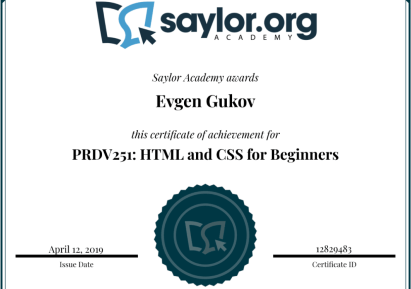 saylor.org
ACADEMY
Saylor Academy awards
Evgen Gukov
this certificate of achievement for
PRDV251: HTML and CSS for Beginners
April 12, 2019
Issue Date
12829483
Certificate ID